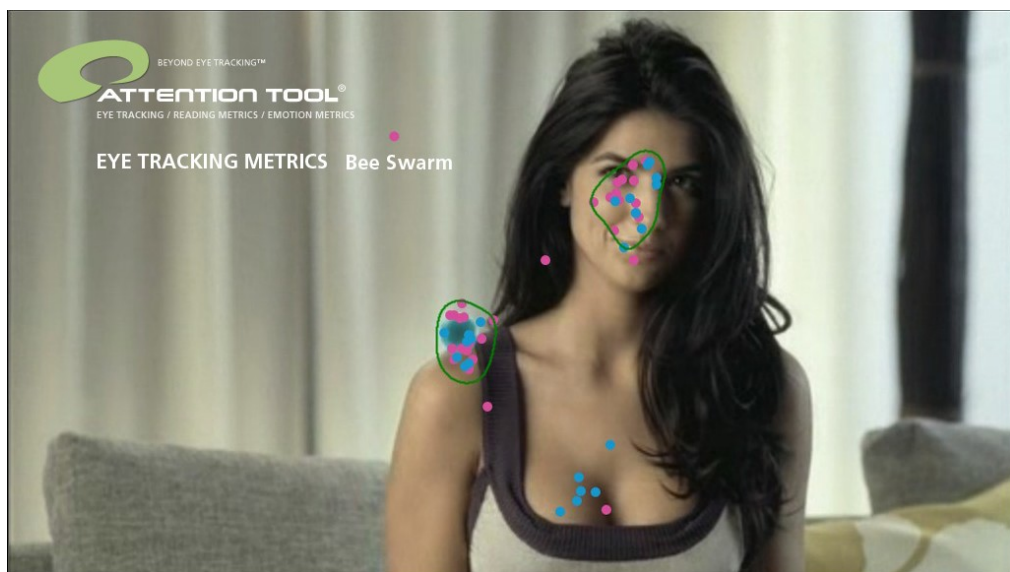 BEYOND EYE TRACKING™
ATTENTION TOOL®
EYE TRACKING / READING METRICS / EMOTION METRICS
EYE TRACKING METRICS Bee Swarm